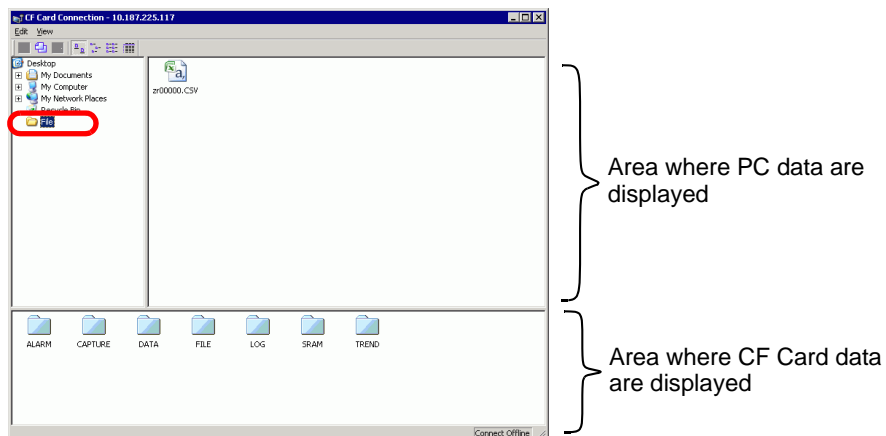 CF Card Connection - 10.187.225.117
Edit View
Desktop
My Documents
My Computer
My Network Places
Recycle Bin
File
zr00000.CSV
Area where PC data are
displayed
ALARM CAPTURE DATA FILE LOG SRAM TREND
Area where CF Card data
are displayed
Connect Offline